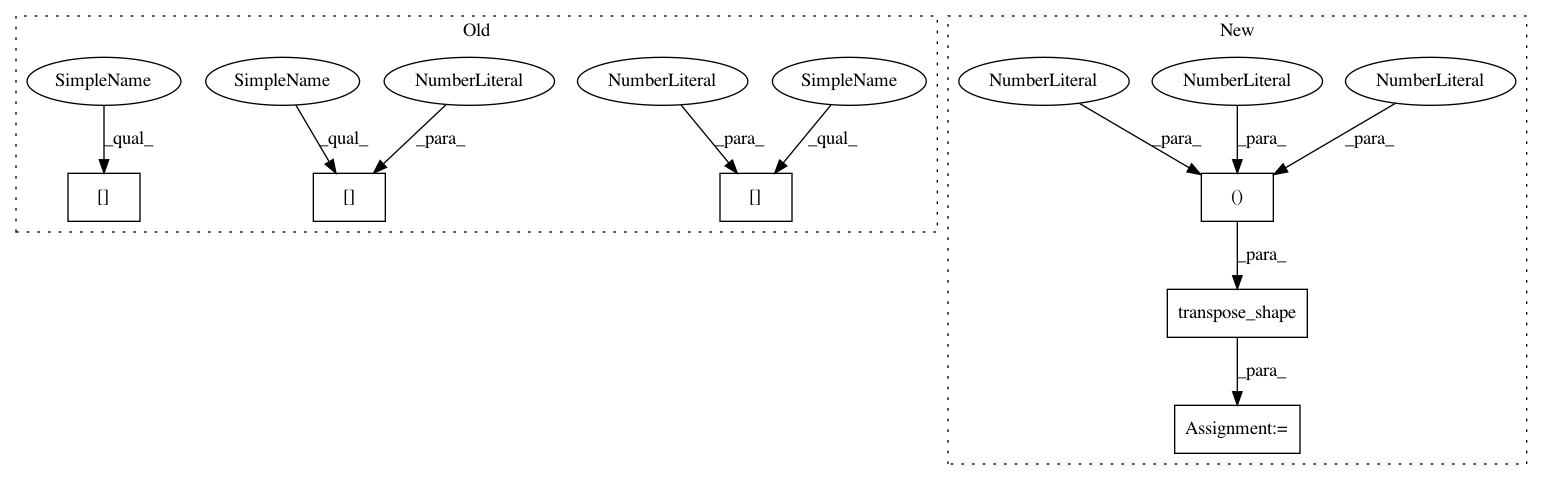 Old
New
SimpleName
SimpleName
NumberLiteral
NumberLiteral
SimpleName
NumberLiteral
NumberLiteral
NumberLiteral
_qual_
_qual_
_para_
_para_
_qual_
_para_
_para_
_para_
[]
[]
[]
()
_para_
transpose_shape
_para_
Assignment:=